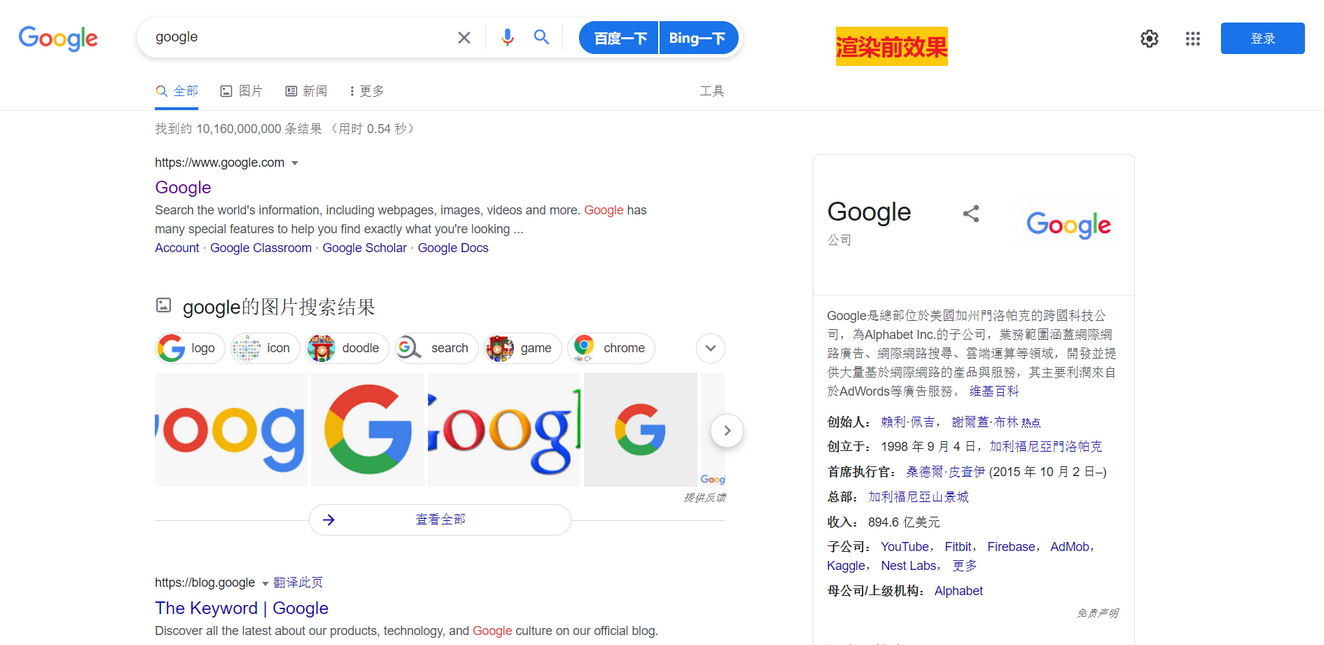 Google
google
百度一下
Bing一下
渲染前效果
登录
全部
图片
新闻
更多
工具
找到约 10,160,000,000 条结果 （用时 0.54 秒）
https://www.google.com
Google
Search the world's information, including webpages, images, videos and more. Google has
many special features to help you find exactly what you're looking ...
Account · Google Classroom · Google Scholar · Google Docs
google的图片搜索结果
logo
icon
doodle
search
game
chrome
oog
Googl
Goog
提供反馈
查看全部
https://blog.google 翻译此页
The Keyword | Google
Discover all the latest about our products, technology, and Google culture on our official blog.
Google
公司
Google
Google是總部位於美國加州門洛帕克的跨國科技公
司，為Alphabet Inc.的子公司，業務範圍涵蓋網際網
路廣告、網際網路搜尋、雲端運算等領域，開發並提
供大量基於網際網路的產品與服務，其主要利潤來自
於AdWords等廣告服務。 维基百科
创始人： 賴利·佩吉， 謝爾蓋·布林 热点
创立于： 1998 年 9 月 4 日，加利福尼亞門洛帕克
首席执行官： 桑德爾·皮查伊 (2015 年 10 月 2 日–)
总部： 加利福尼亞山景城
收入： 894.6 亿美元
子公司： YouTube， Fitbit， Firebase， AdMob，
Kaggle， Nest Labs， 更多
母公司/上级机构： Alphabet
免责声明